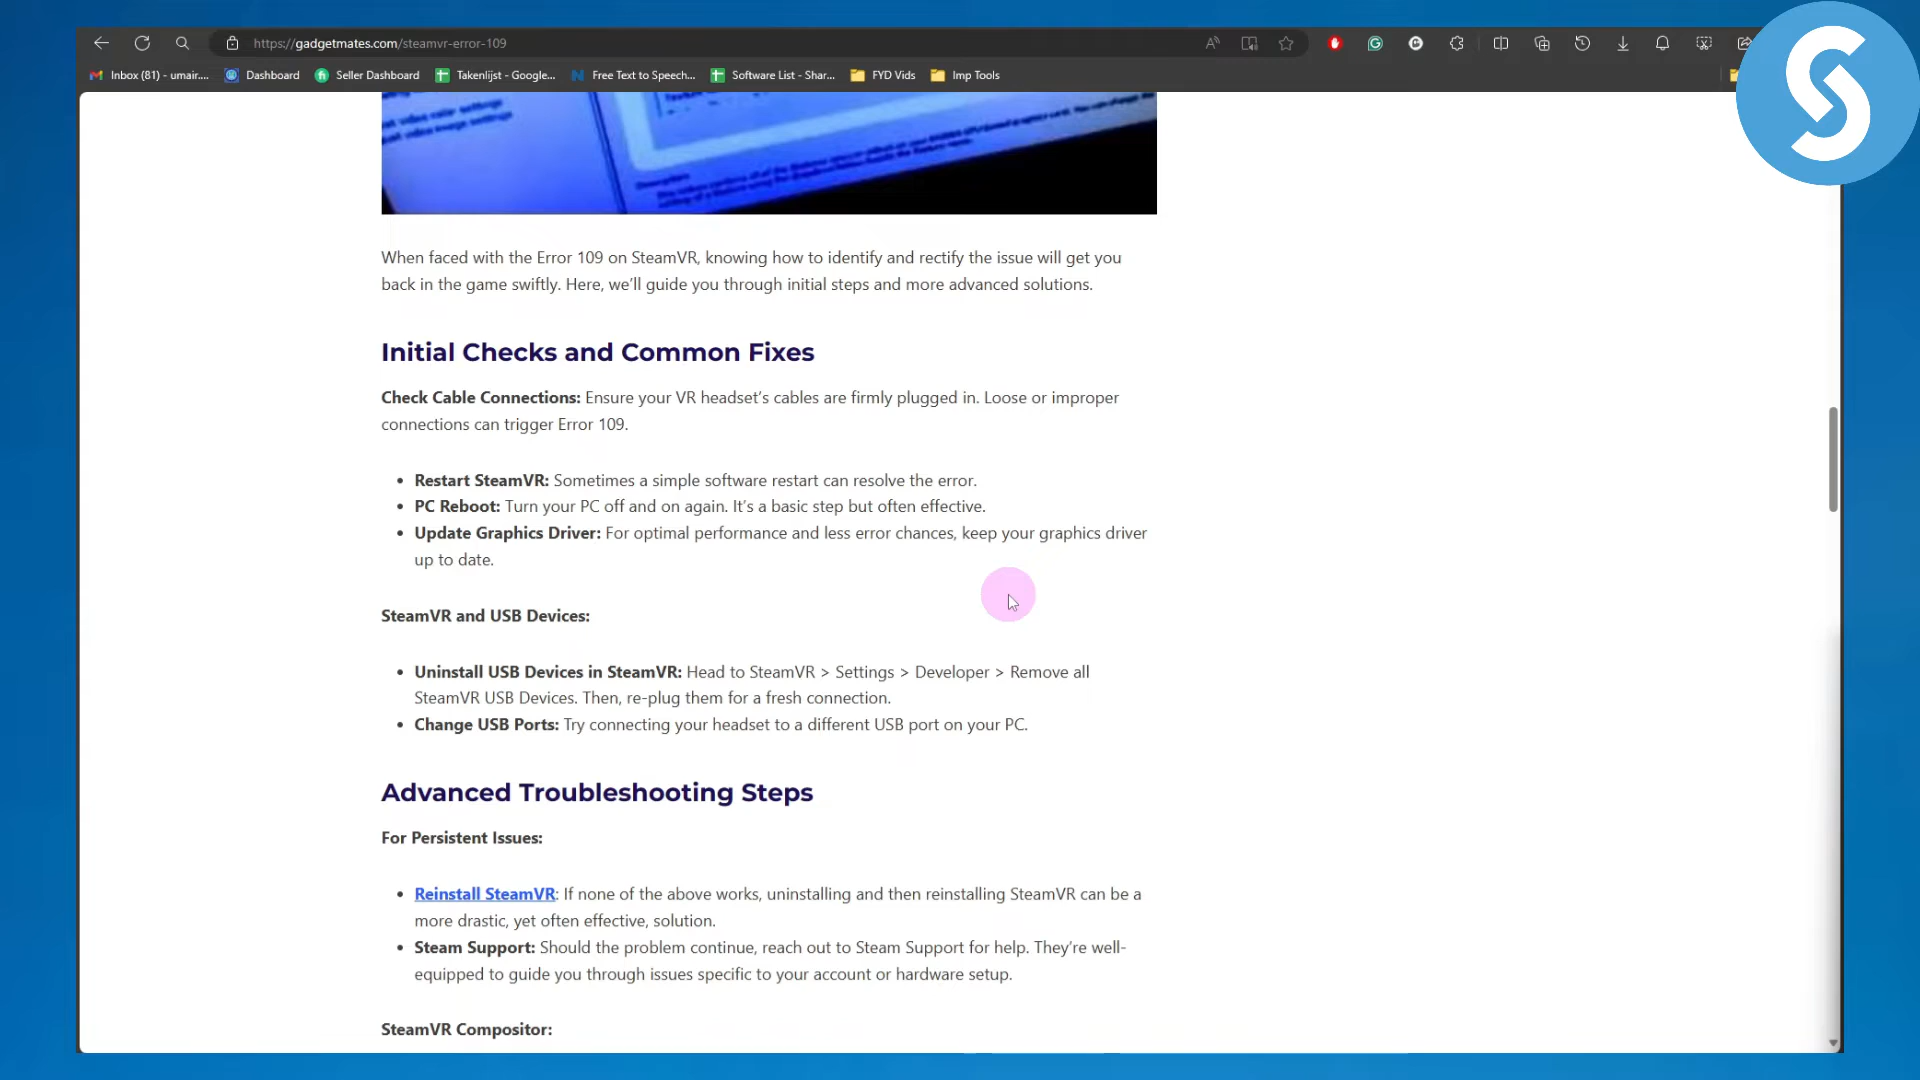 https://gadgetmates.com/steamvr-error-109
Inbox (81) - umair.... Dashboard Seller Dashboard Takenlijst - Google... Free Text to Speech... Software List - Shar... FYD Vids Imp Tools
When faced with the Error 109 on SteamVR, knowing how to identify and rectify the issue will get you
back in the game swiftly. Here, we’ll guide you through initial steps and more advanced solutions.
Initial Checks and Common Fixes
Check Cable Connections: Ensure your VR headset’s cables are firmly plugged in. Loose or improper
connections can trigger Error 109.
• Restart SteamVR: Sometimes a simple software restart can resolve the error.
• PC Reboot: Turn your PC off and on again. It’s a basic step but often effective.
• Update Graphics Driver: For optimal performance and less error chances, keep your graphics driver
up to date.
SteamVR and USB Devices:
• Uninstall USB Devices in SteamVR: Head to SteamVR > Settings > Developer > Remove all
SteamVR USB Devices. Then, re-plug them for a fresh connection.
• Change USB Ports: Try connecting your headset to a different USB port on your PC.
Advanced Troubleshooting Steps
For Persistent Issues:
• Reinstall SteamVR: If none of the above works, uninstalling and then reinstalling SteamVR can be a
more drastic, yet often effective, solution.
• Steam Support: Should the problem continue, reach out to Steam Support for help. They’re well-
equipped to guide you through issues specific to your account or hardware setup.
SteamVR Compositor: